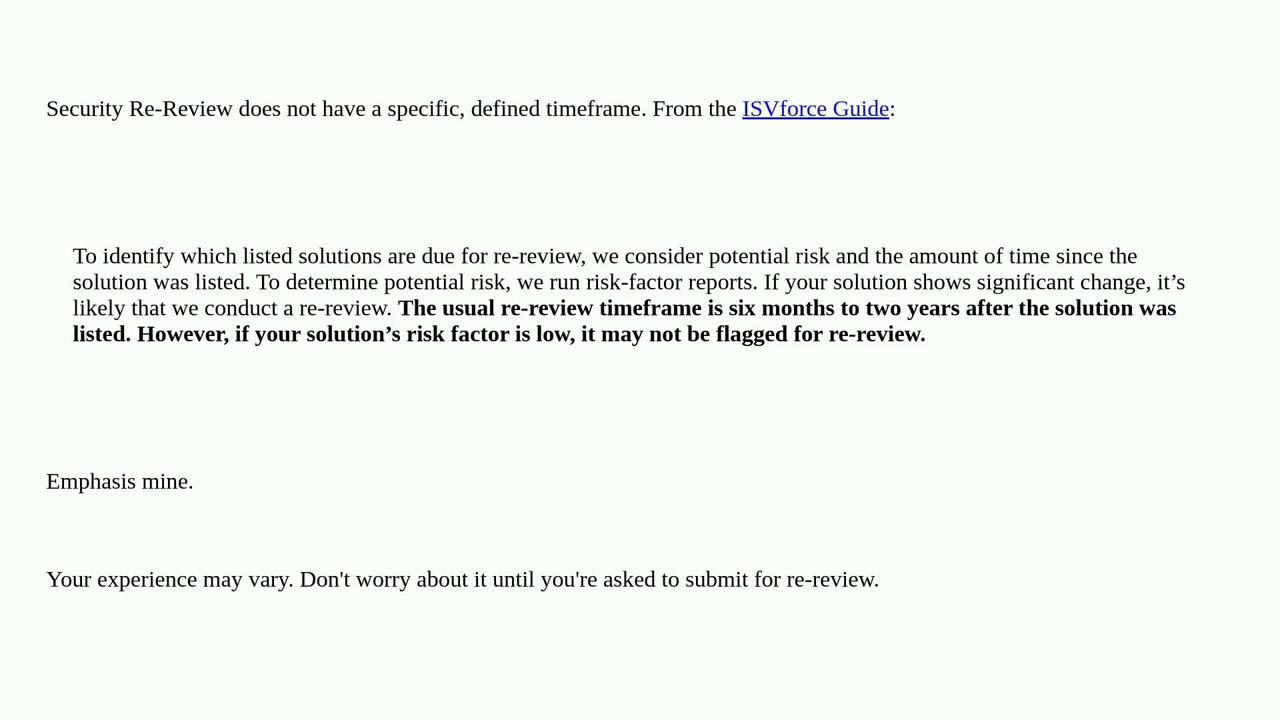 Security Re-Review does not have a specific, defined timeframe. From the ISVforce Guide:
To identify which listed solutions are due for re-review, we consider potential risk and the amount of time since the
solution was listed. To determine potential risk, we run risk-factor reports. If your solution shows significant change, it’s
likely that we conduct a re-review. The usual re-review timeframe is six months to two years after the solution was
listed. However, if your solution’s risk factor is low, it may not be flagged for re-review.
Emphasis mine.
Your experience may vary. Don't worry about it until you're asked to submit for re-review.